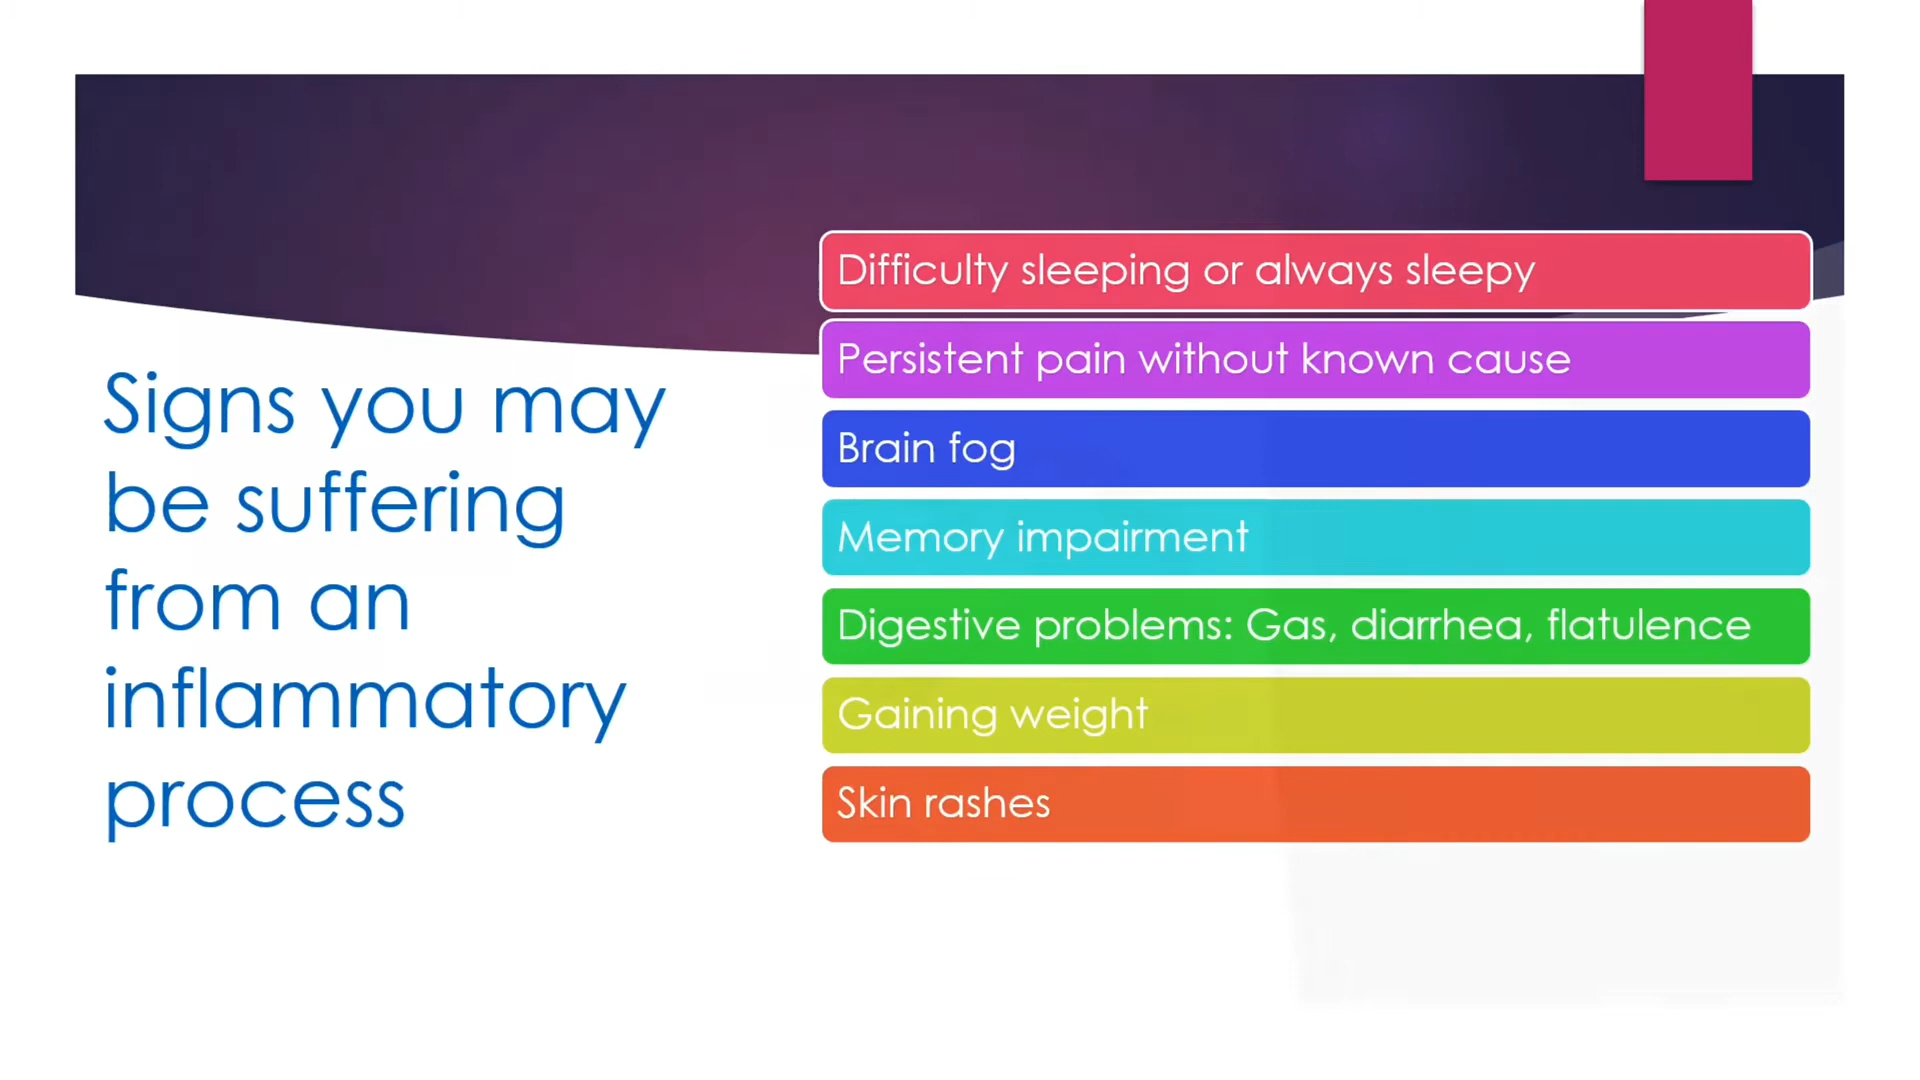 Signs you may
be suffering
from an
inflammatory
process
Difficulty sleeping or always sleepy
Persistent pain without known cause
Brain fog
Memory impairment
Digestive problems: Gas, diarrhea, flatulence
Gaining weight
Skin rashes